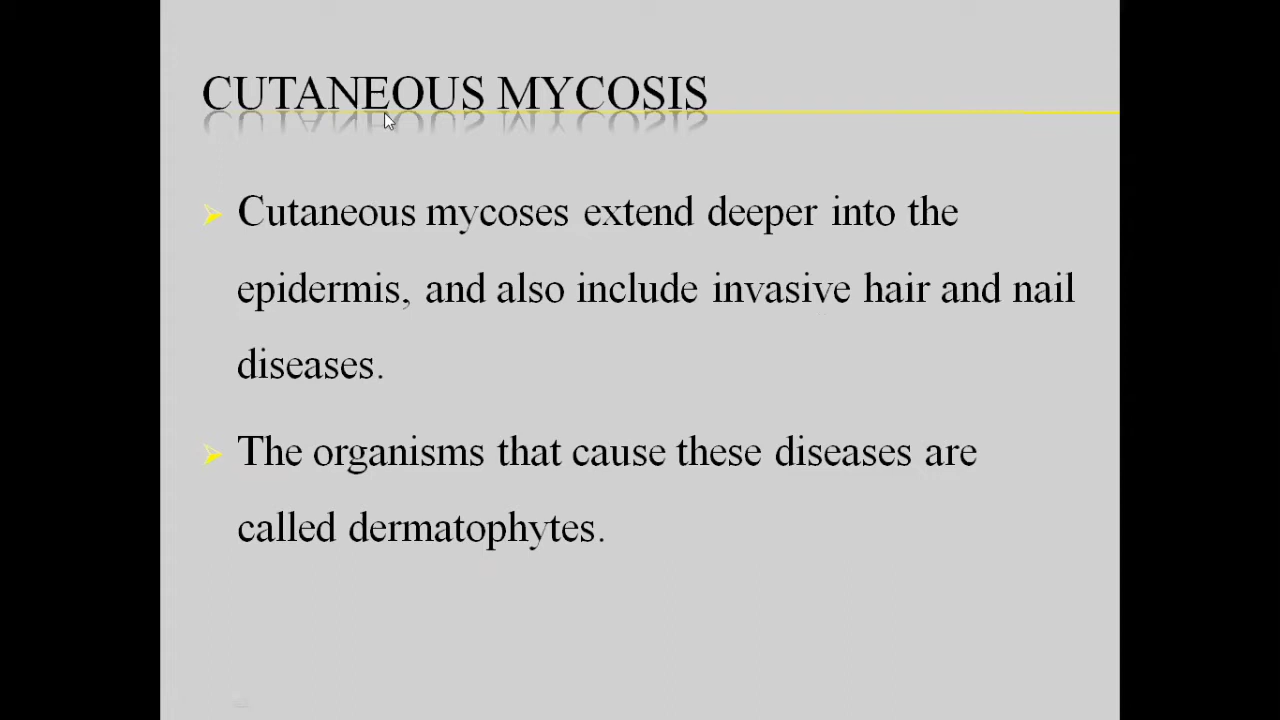 CUTANEOUS MYCOSIS
Cutaneous mycoses extend deeper into the
epidermis, and also include invasive hair and nail
diseases.
The organisms that cause these diseases are
called dermatophytes.